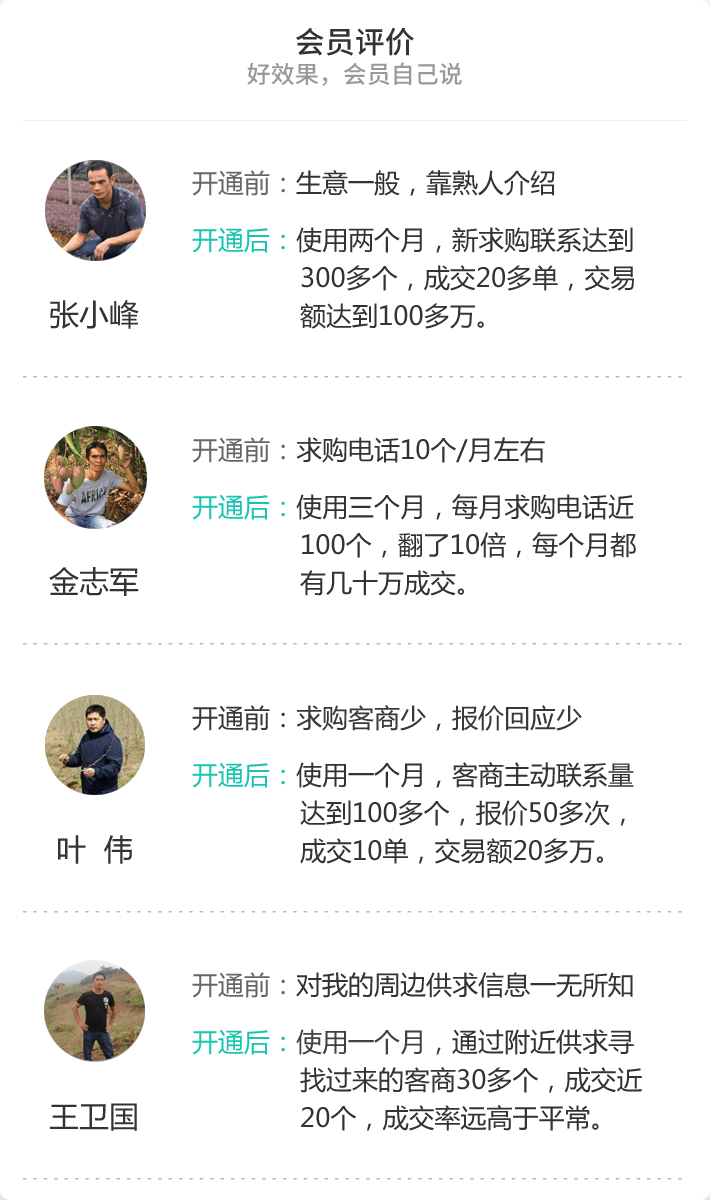 会员评价
好效果，会员自己说
开通前：生意一般，靠熟人介绍
开通后：使用两个月，新求购联系达到
300多个，成交20多单，交易
额达到100多万。
张小峰
开通前：求购电话10个/月左右
AFRICA
开通后：使用三个月，每月求购电话近
100个，翻了10倍，每个月都
有几十万成交。
金志军
开通前：求购客商少，报价回应少
开通后：使用一个月，客商主动联系量
达到100多个，报价50多次，
成交10单，交易额20多万。
叶 伟
开通前：对我的周边供求信息一无所知
开通后：使用一个月，通过附近供求寻
找过来的客商30多个，成交近
20个，成交率远高于平常。
王卫国